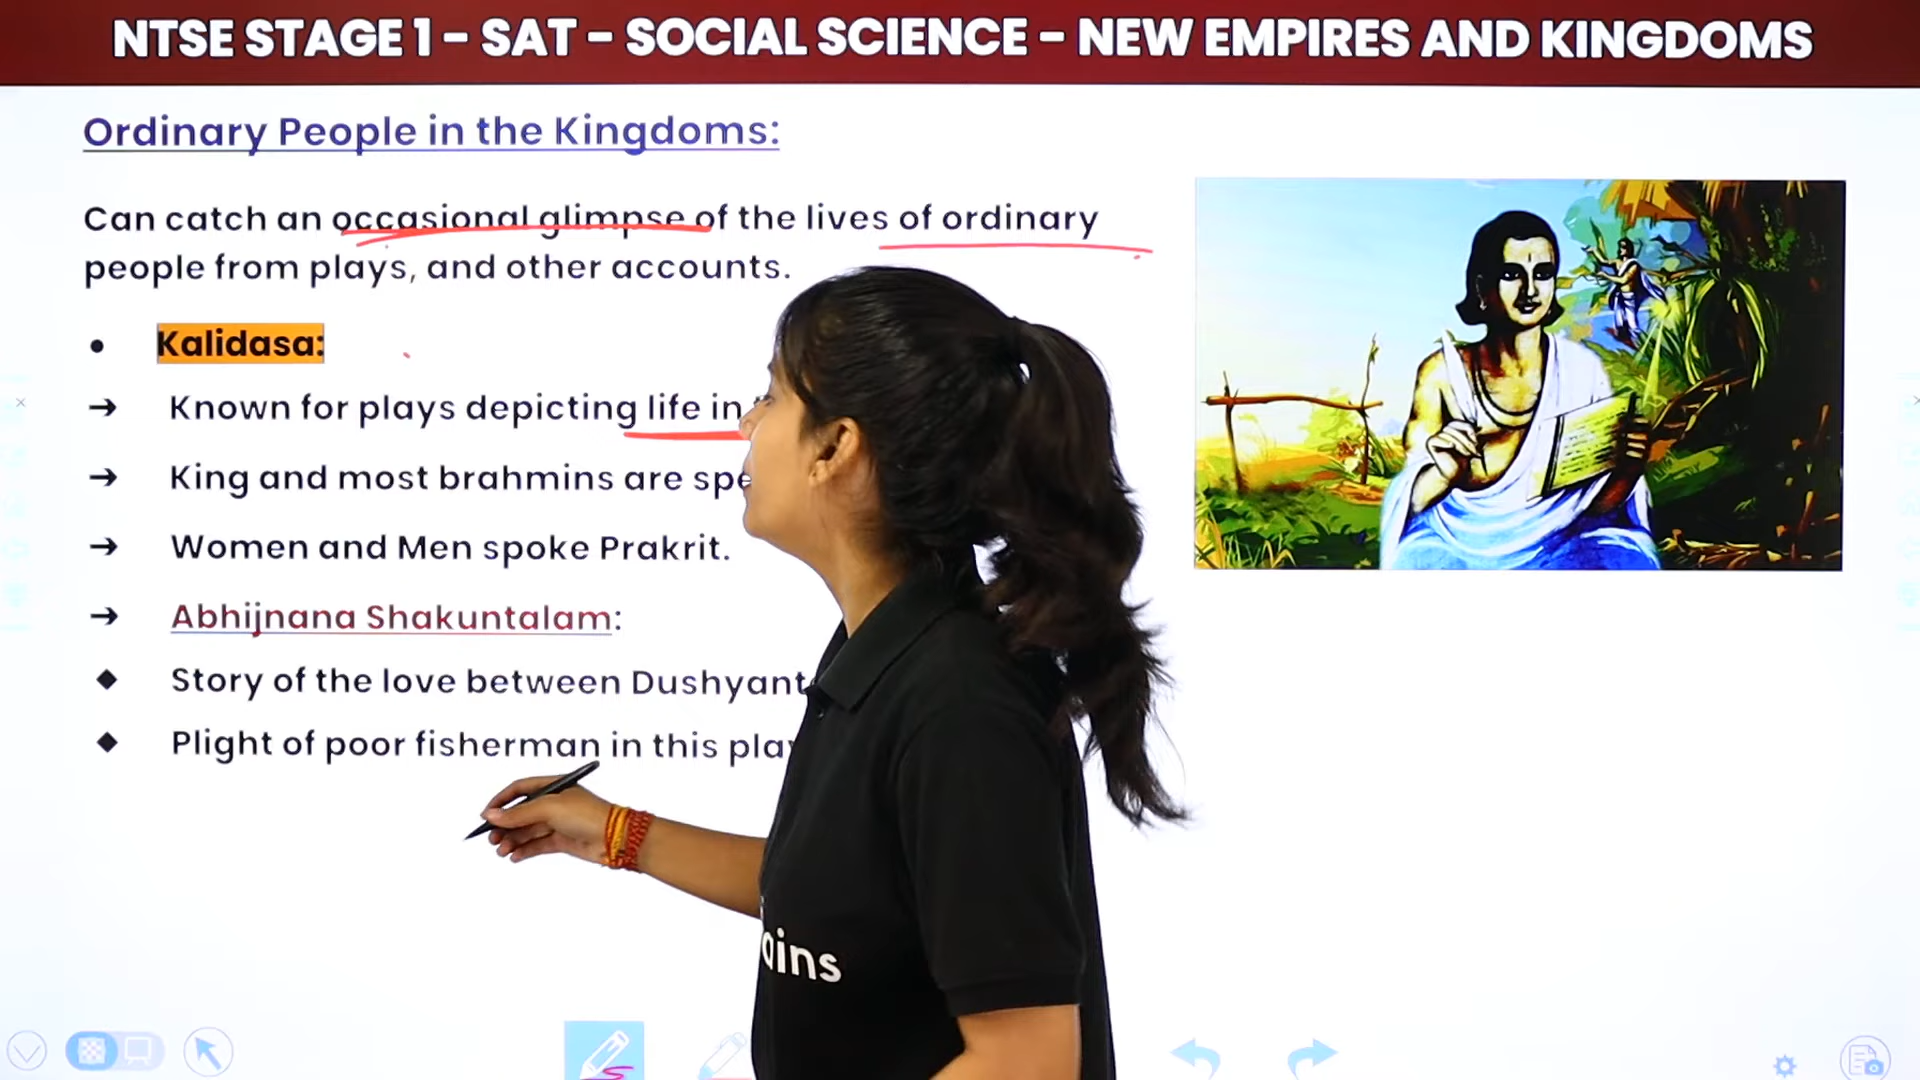 NTSE STAGE 1 – SAT – SOCIAL SCIENCE – NEW EMPIRES AND KINGDOMS
Ordinary People in the Kingdoms:
Can catch an occasional glimpse of the lives of ordinary
people from plays, and other accounts.
• Kalidasa:
→ Known for plays depicting life in
→ King and most brahmins are
→ Women and Men spoke Prakrit.
→ Abhijnana Shakuntalam:
◆ Story of the love between
◆ Plight of poor fisherman in this